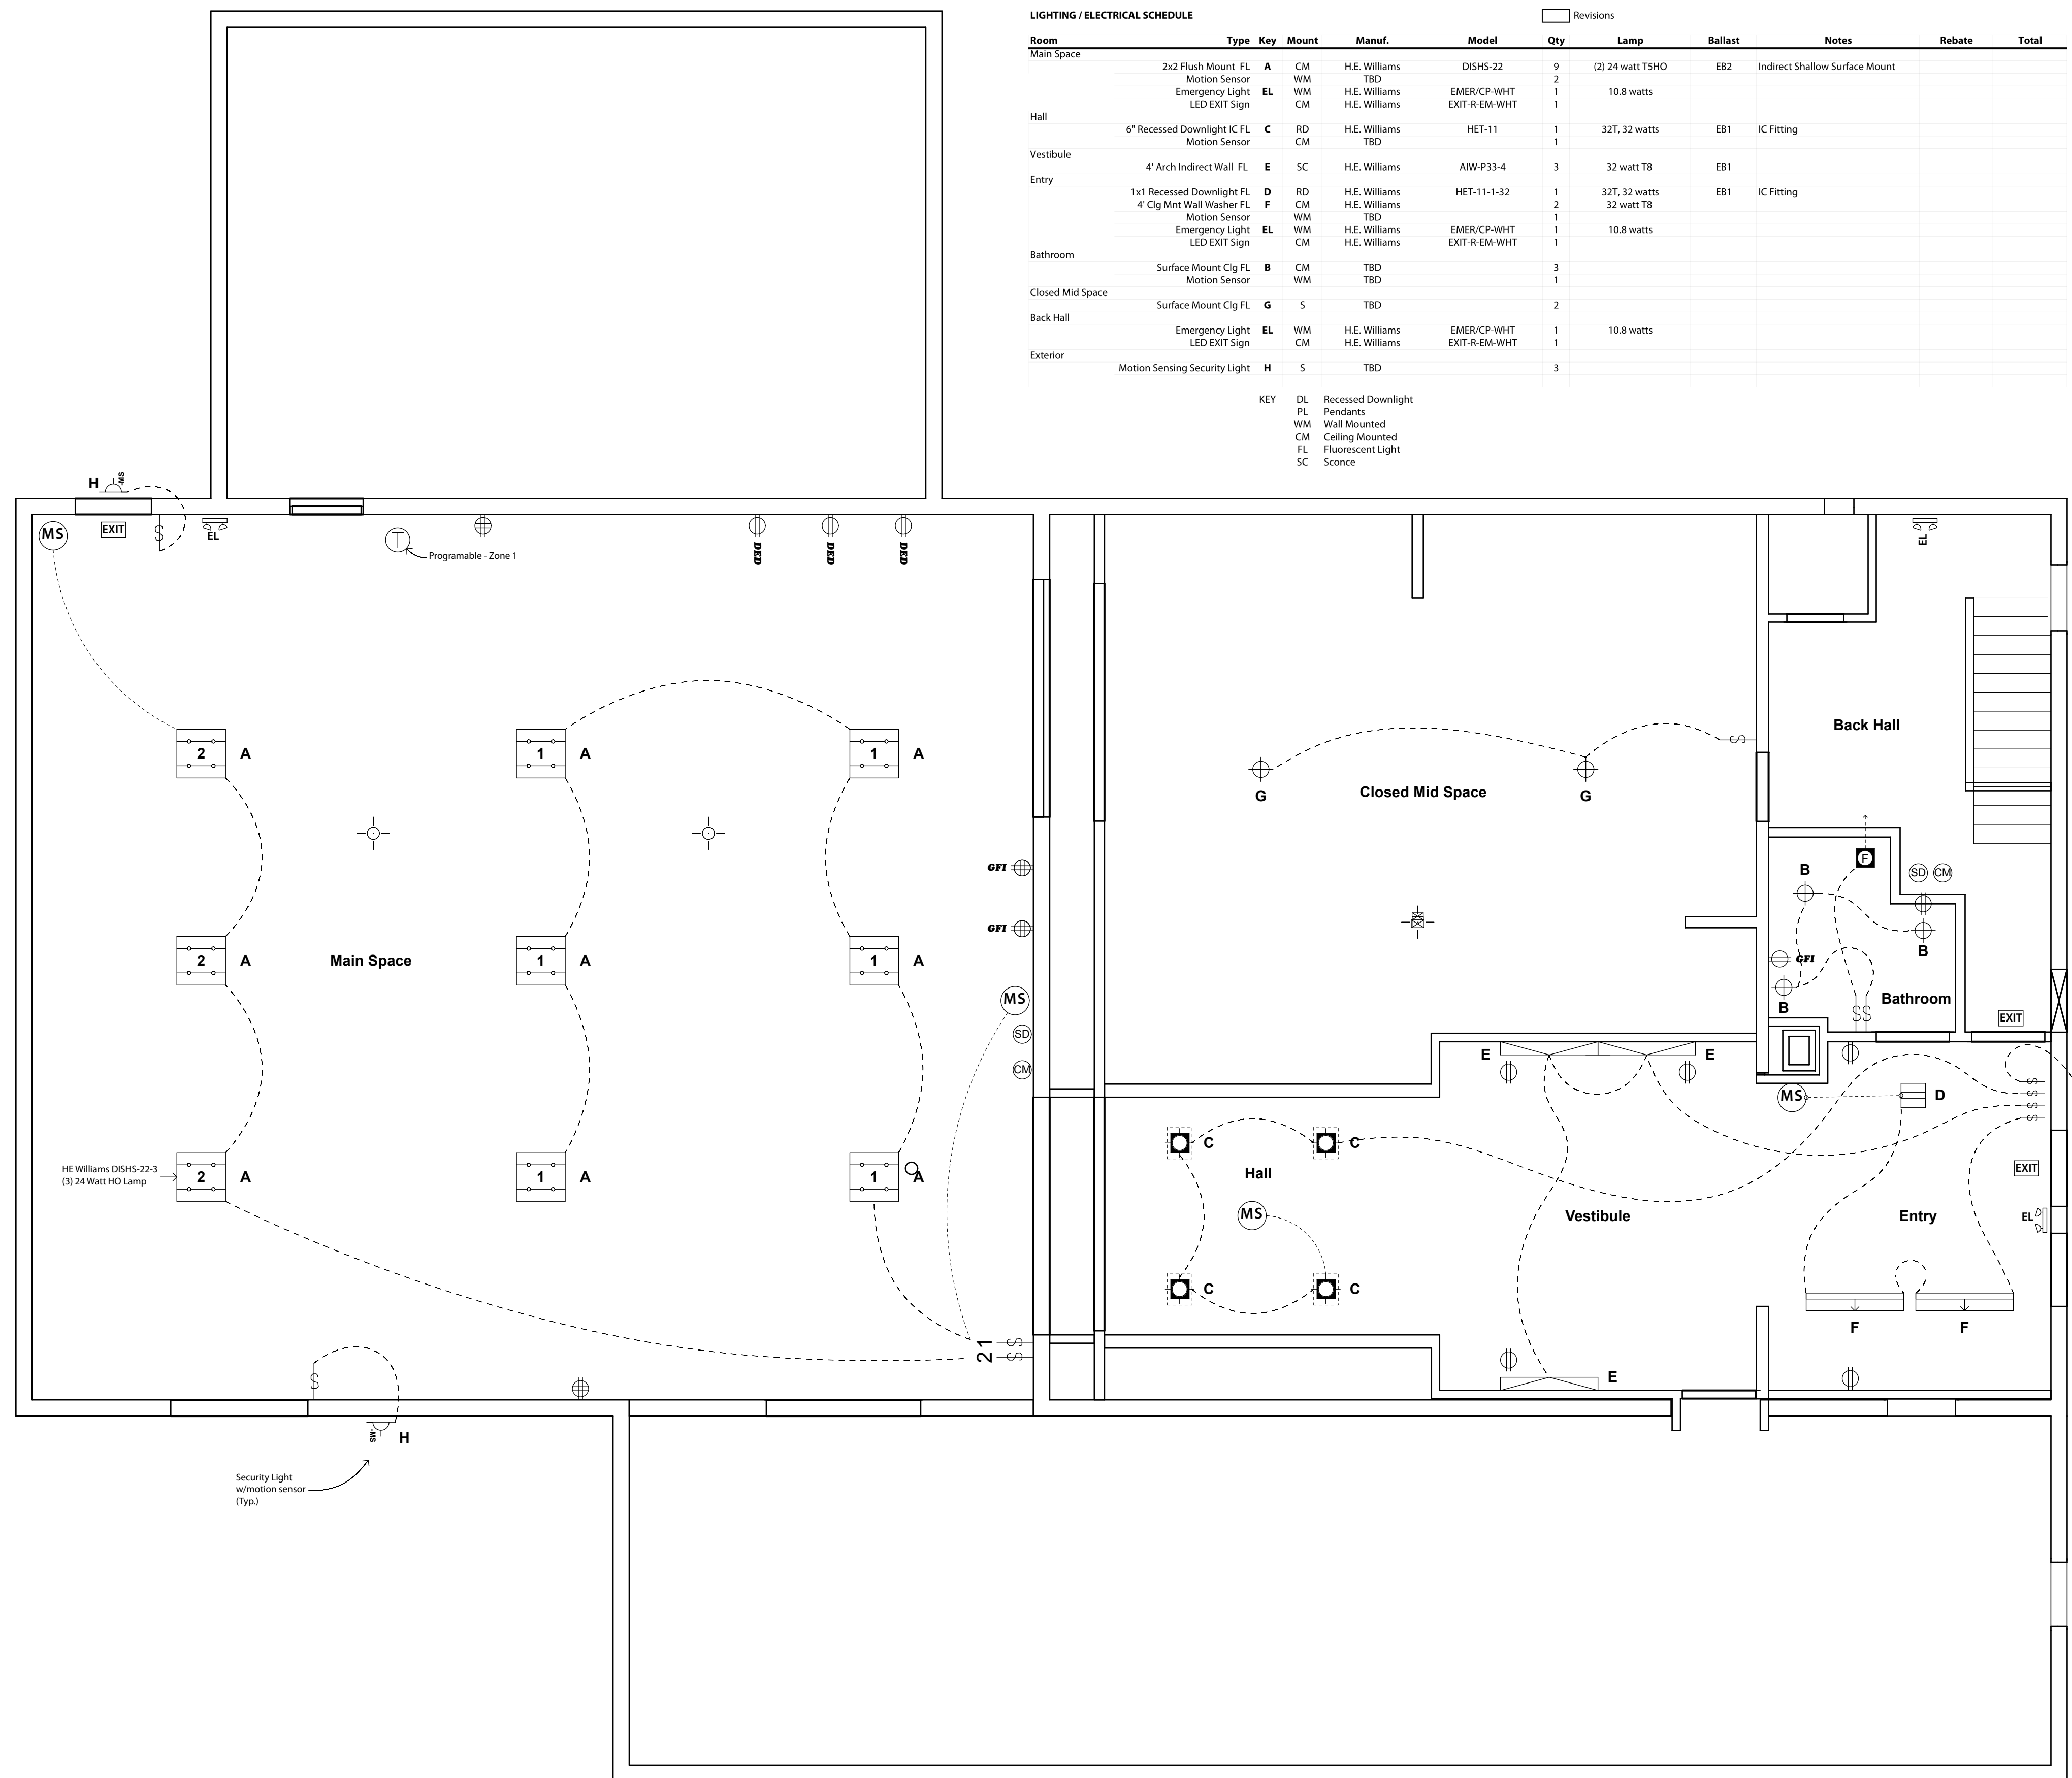 LIGHTING / ELECTRICAL SCHEDULE Revisions
Room Type Key Mount Manuf. Model Qty Lamp Ballast Notes Rebate Total
Main Space
2x2 Flush Mount FL A CM H.E. Williams DISHS-22 9 (2) 24 watt T5HO EB2 Indirect Shallow Surface Mount
Motion Sensor WM TBD 2
Emergency Light EL WM H.E. Williams EMER/CP-WHT 1 10.8 watts
LED EXIT Sign CM H.E. Williams EXIT-R-EM-WHT 1
Hall
6" Recessed Downlight IC FL C RD H.E. Williams HET-11 1 32T, 32 watts EB1 IC Fitting
Motion Sensor CM TBD 1
Vestibule
4' Arch Indirect Wall FL E SC H.E. Williams AIW-P33-4 3 32 watt T8 EB1
Entry
1x1 Recessed Downlight FL D RD H.E. Williams HET-11-1-32 1 32T, 32 watts EB1 IC Fitting
4' Clg Mnt Wall Washer FL F CM H.E. Williams 2 32 watt T8
Motion Sensor WM TBD 1
Emergency Light EL WM H.E. Williams EMER/CP-WHT 1 10.8 watts
LED EXIT Sign CM H.E. Williams EXIT-R-EM-WHT 1
Bathroom
Surface Mount Clg FL B CM TBD 3
Motion Sensor WM TBD 1
Closed Mid Space
Surface Mount Clg FL G S TBD 2
Back Hall
Emergency Light EL WM H.E. Williams EMER/CP-WHT 1 10.8 watts
LED EXIT Sign CM H.E. Williams EXIT-R-EM-WHT 1
Exterior
Motion Sensing Security Light H S TBD 3
KEY DL Recessed Downlight
PL Pendants
WM Wall Mounted
CM Ceiling Mounted
FL Fluorescent Light
SC Sconce
H -MS
MS EXIT S EL
T
Programable - Zone 1
DED DED DED
EL
2 A 1 A 1 A
Back Hall
S
G Closed Mid Space G
GFI
F
B
SD CM
GFI
2 A Main Space 1 A 1 A
B
GFI
MS
B
Bathroom
S S
EXIT
SD
CM
E E
MS D
S
S
S
S
HE Williams DISHS-22-3
(3) 24 Watt HO Lamp
2 A 1 A 1 A
C C
Hall
EXIT
MS
Vestibule
Entry
EL
C C
F F
2 1
S S
S S
S
E
-MS H
Security Light
w/motion sensor
(Typ.)